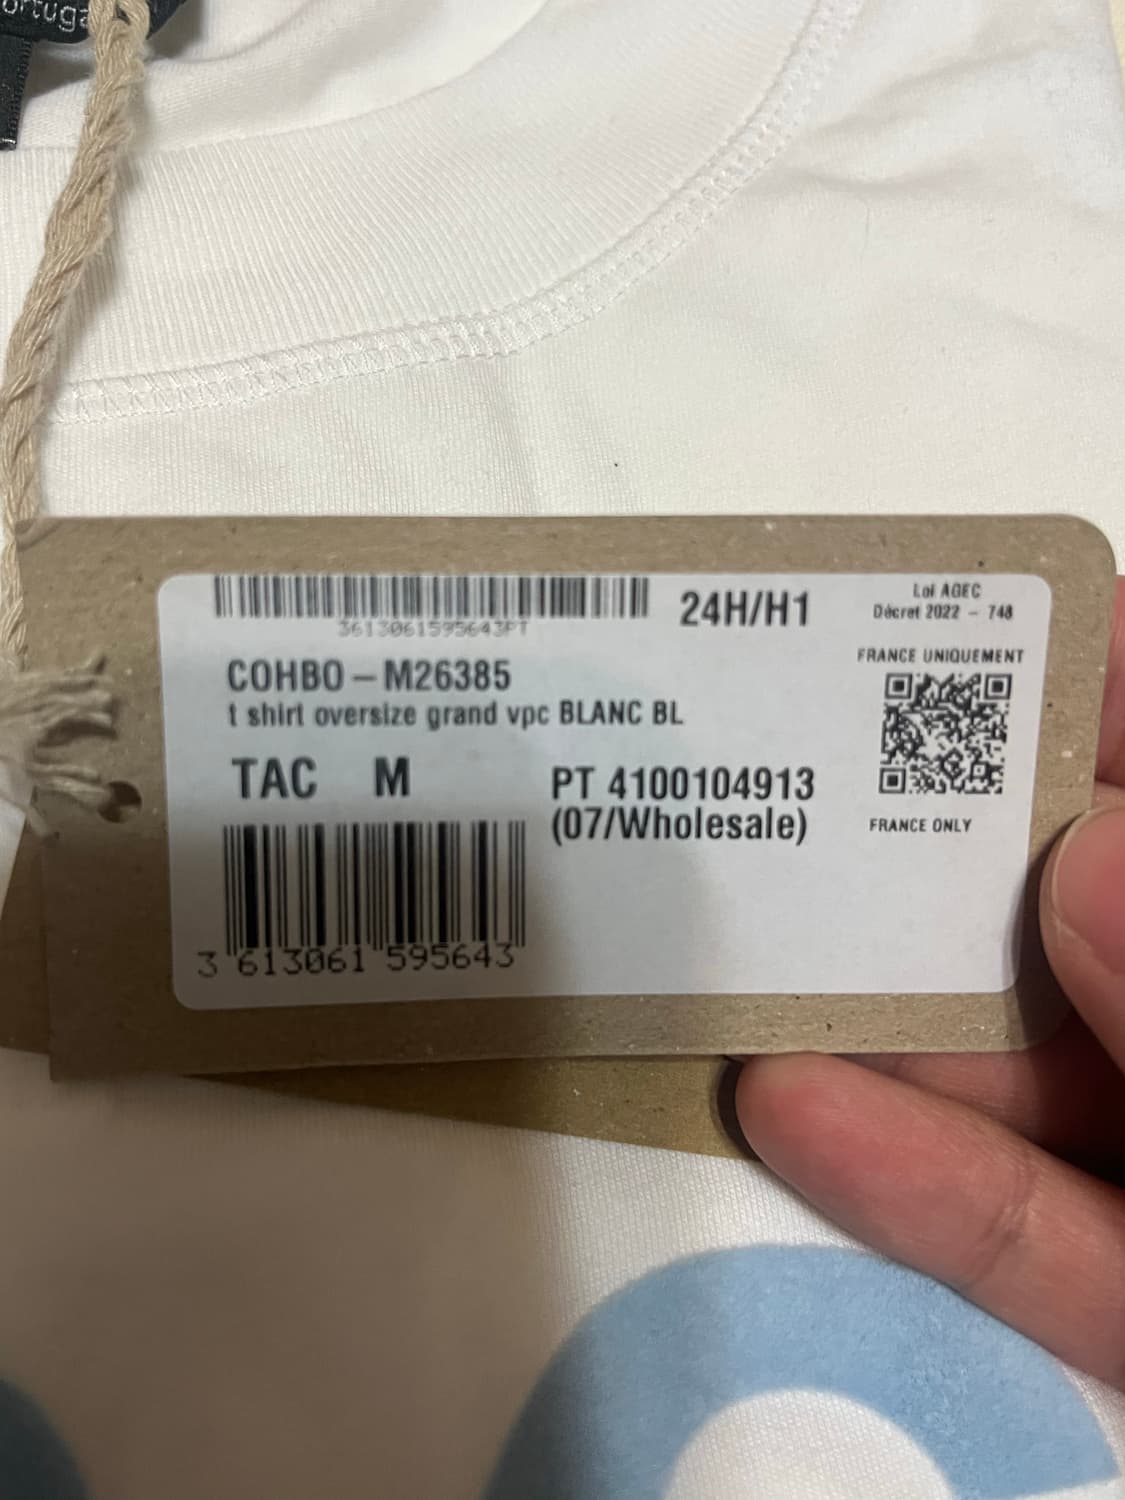 ortuga
3613061595643PT
24H/H1
Loi AGEC
Décret 2022 - 748
COHBO - M26385
t shirt oversize grand vpc BLANC BL
FRANCE UNIQUEMENT
TAC M
PT 4100104913
(07/Wholesale)
FRANCE ONLY
3 613061 595643